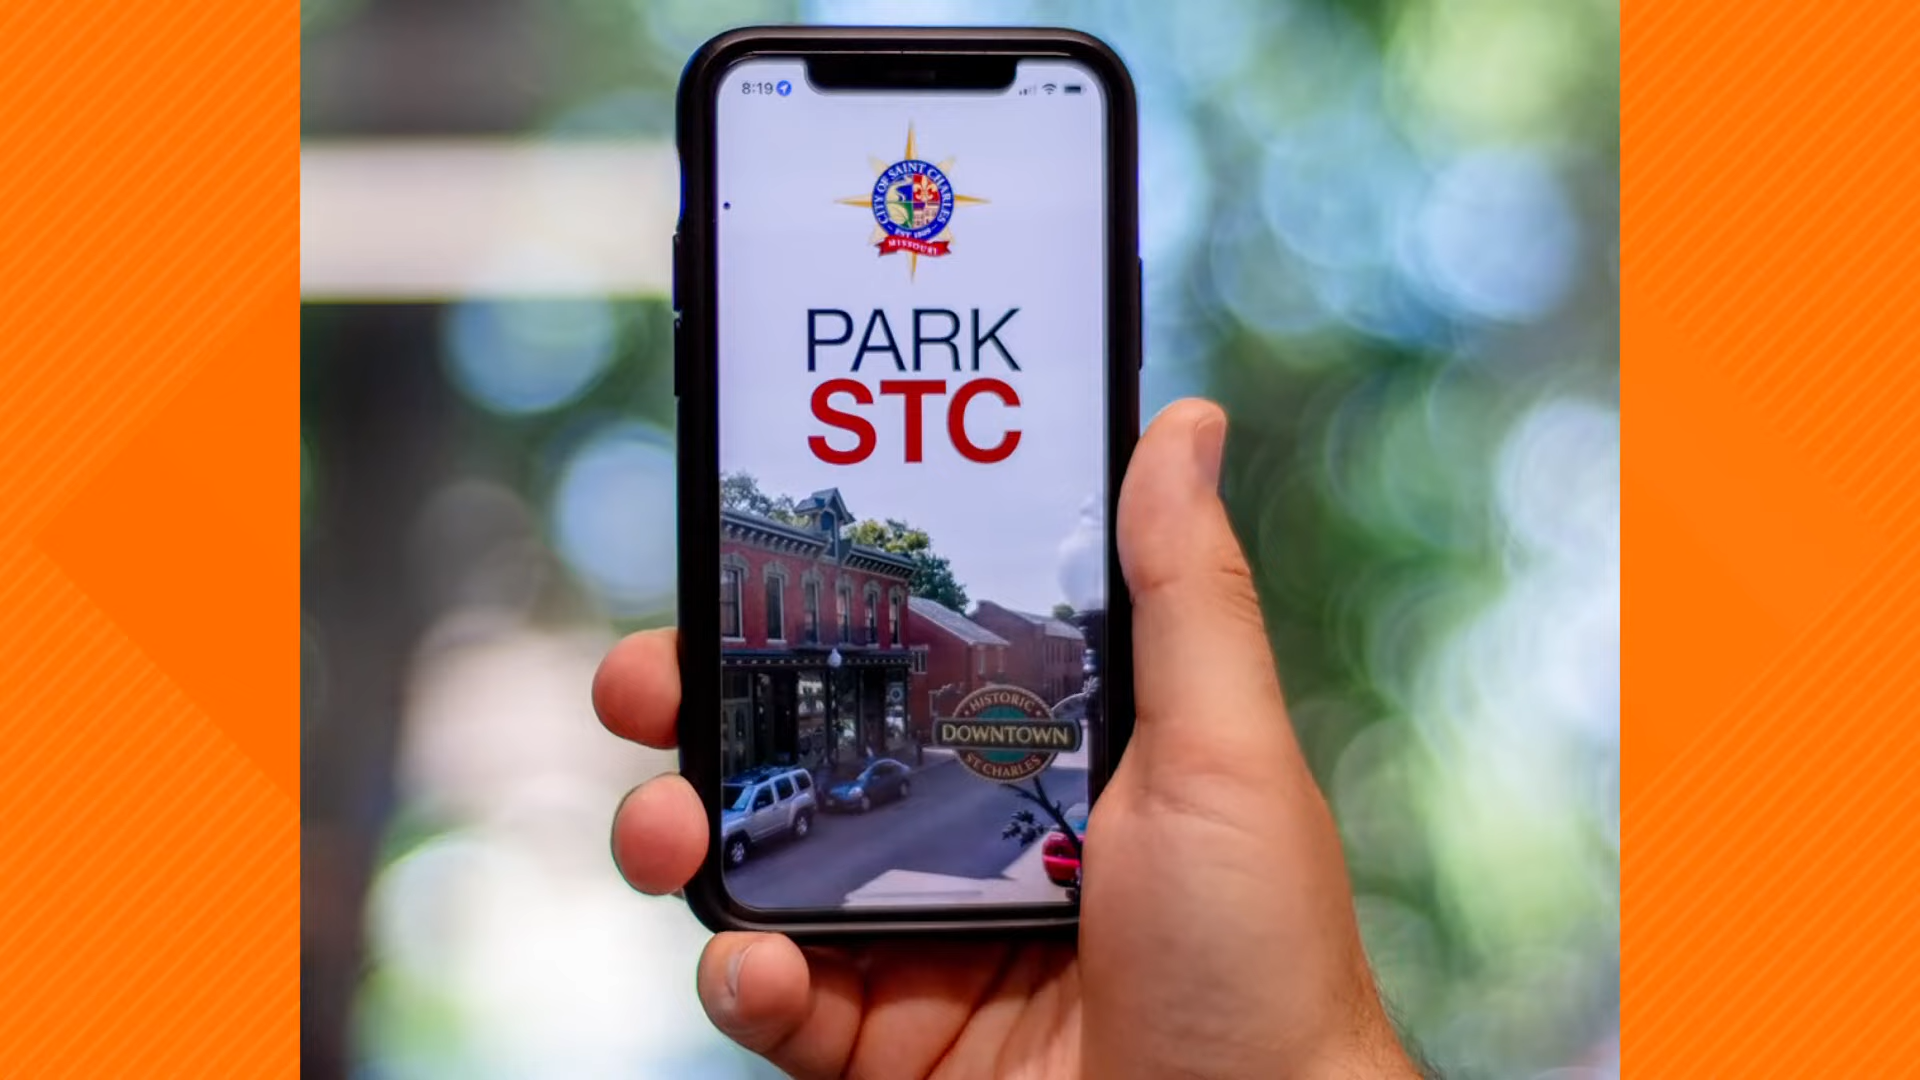 8:19
CITY OF SAINT CHARLES
EST 1809
MISSOURI
PARK
STC
HISTORIC
DOWNTOWN
ST CHARLES